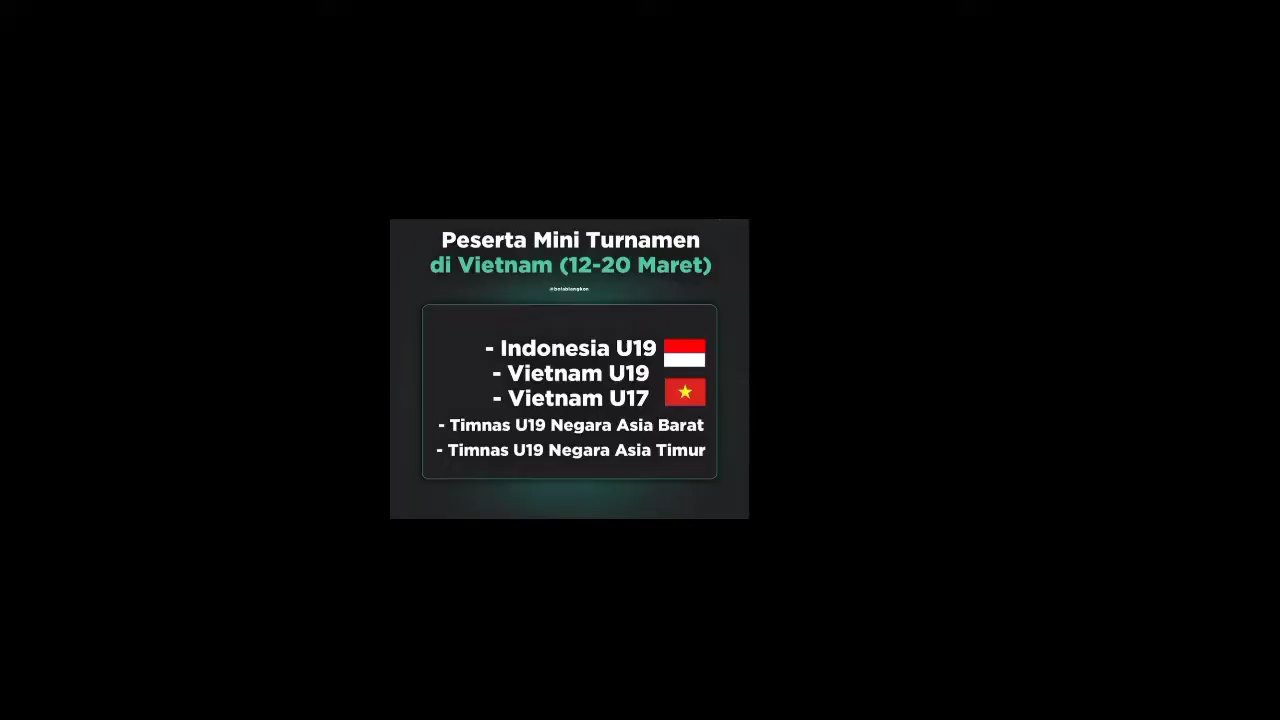 Peserta Mini Turnamen
di Vietnam (12-20 Maret)
@bolablangkon
- Indonesia U19
- Vietnam U19
- Vietnam U17
- Timnas U19 Negara Asia Barat
- Timnas U19 Negara Asia Timur